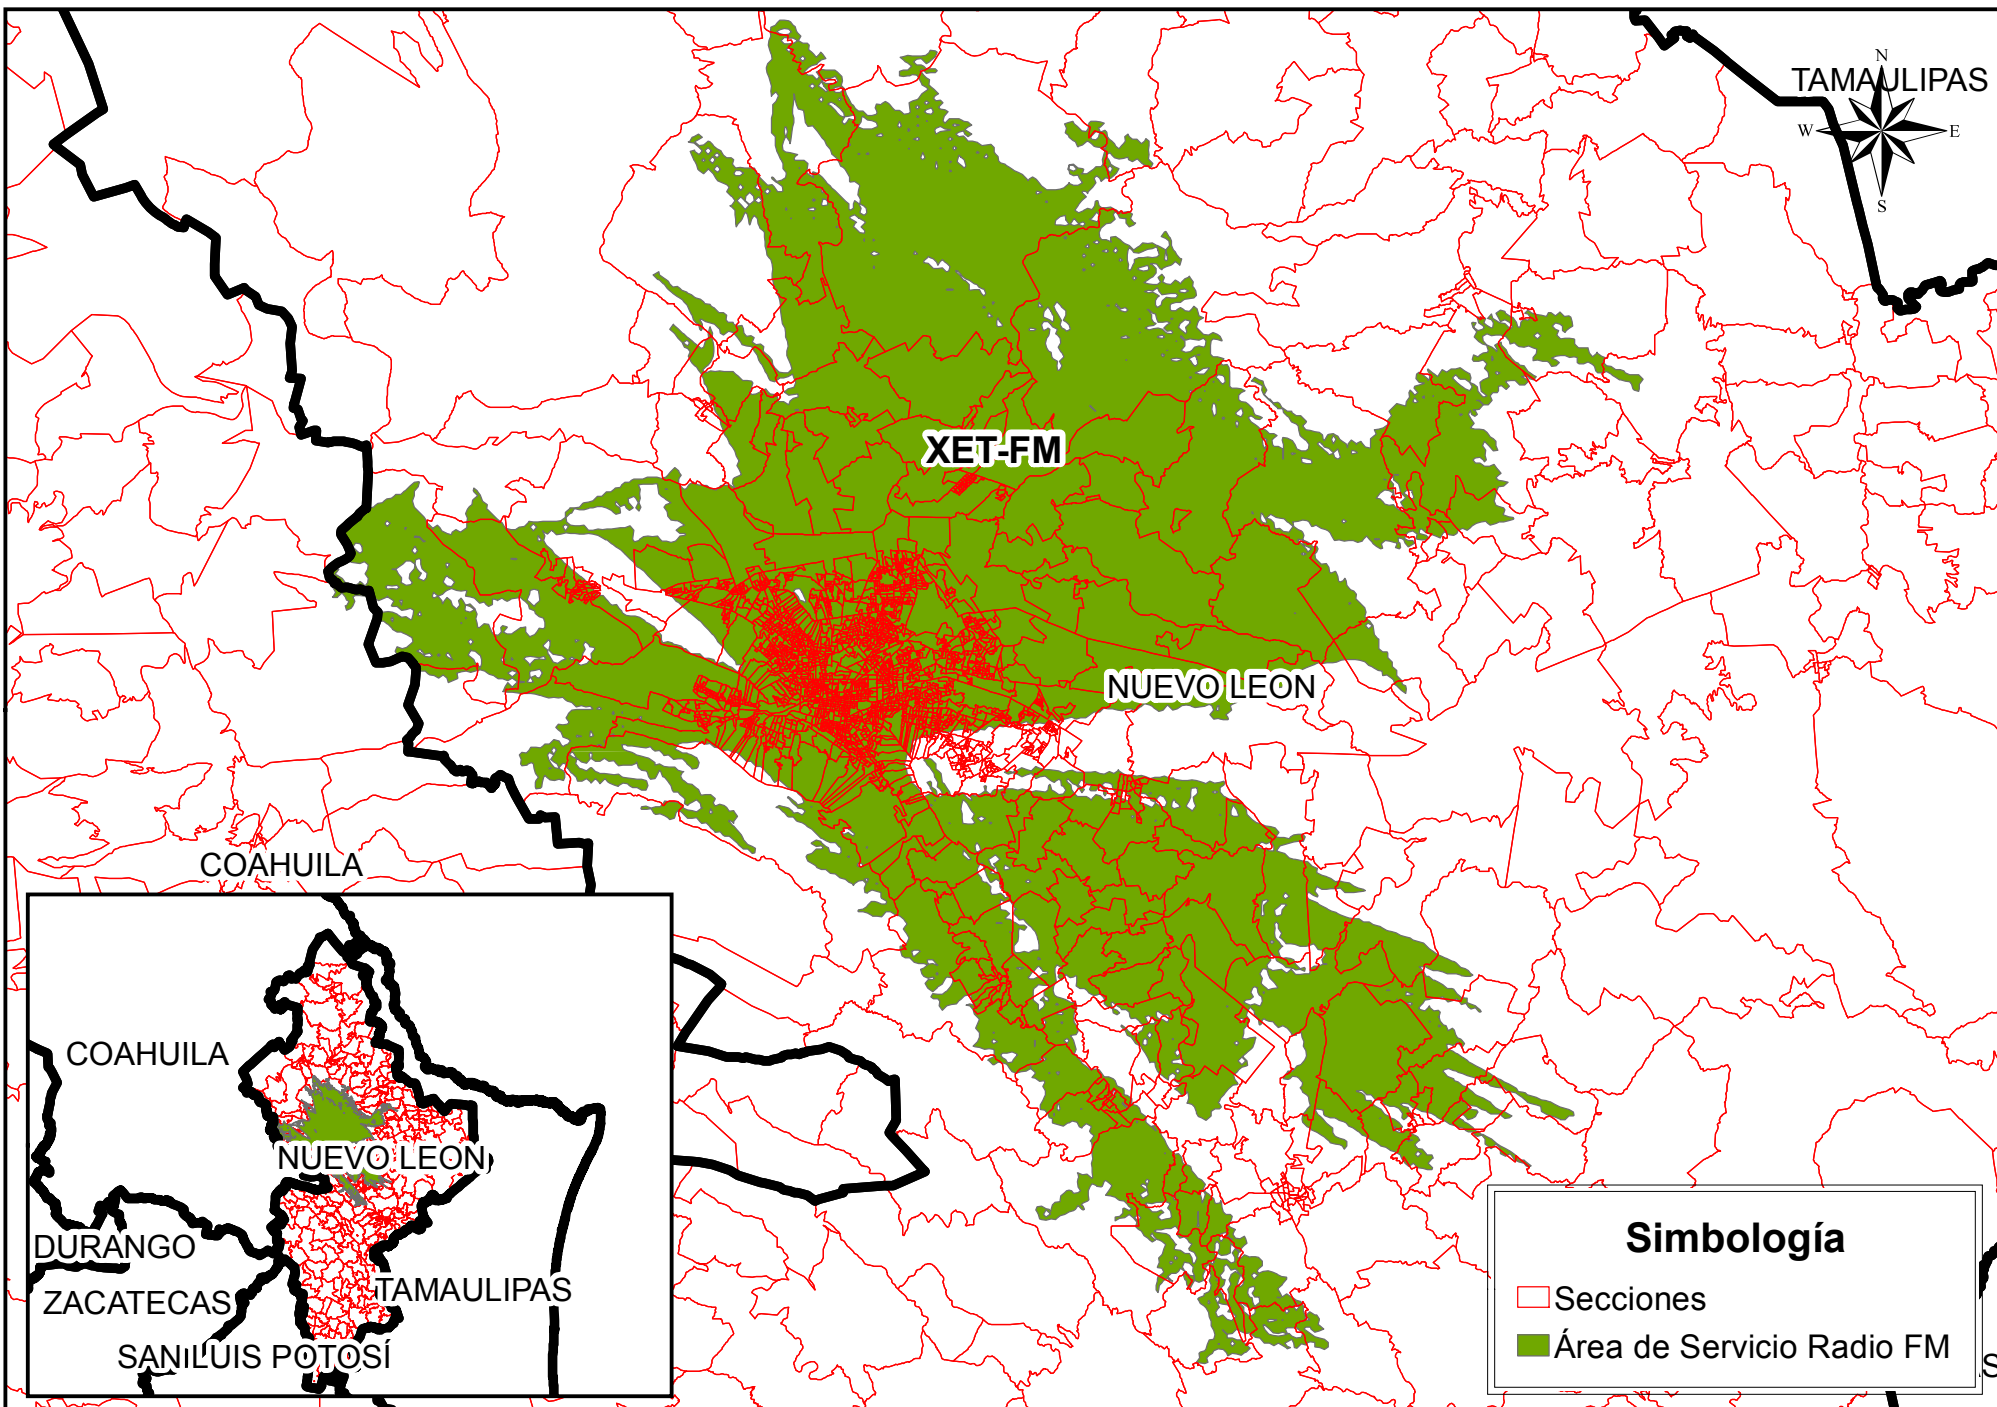 N
TAMAULIPAS
W
E
S
XET-FM
NUEVO LEON
COAHUILA
COAHUILA
NUEVO LEON
DURANGO
ZACATECAS
TAMAULIPAS
SAN LUIS POTOSÍ
Simbología
Secciones
Área de Servicio Radio FM
S